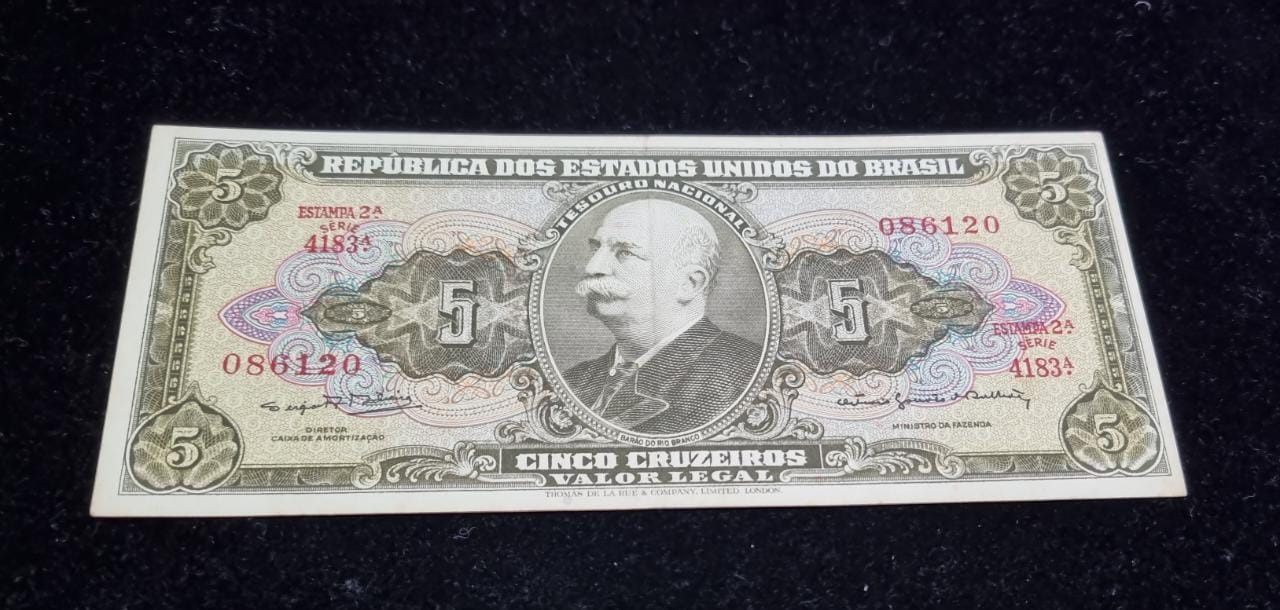 REPÚBLICA DOS ESTADOS UNIDOS DO BRASIL
TESOURO NACIONAL
5
5
ESTAMPA 2ª
SÉRIE
4183ª
086120
5
5
5
5
ESTAMPA 2ª
SÉRIE
4183ª
086120
DIRETOR
CAIXA DE AMORTIZAÇÃO
MINISTRO DA FAZENDA
BARÃO DO RIO BRANCO
5
5
CINCO CRUZEIROS
VALOR LEGAL
THOMAS DE LA RUE & COMPANY, LIMITED LONDON.